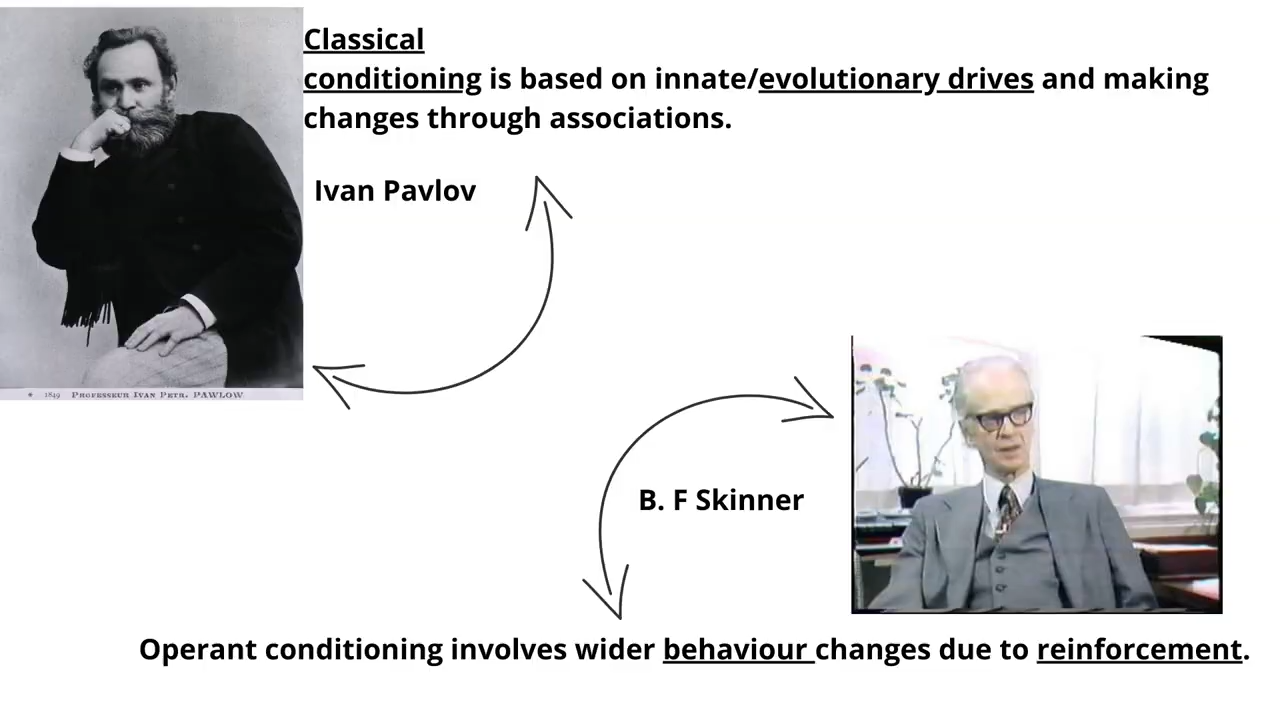 Classical
conditioning is based on innate/evolutionary drives and making
changes through associations.
Ivan Pavlov
* 1849 PROFESSEUR IVAN PETR. PAWLOW
B. F Skinner
Operant conditioning involves wider behaviour changes due to reinforcement.